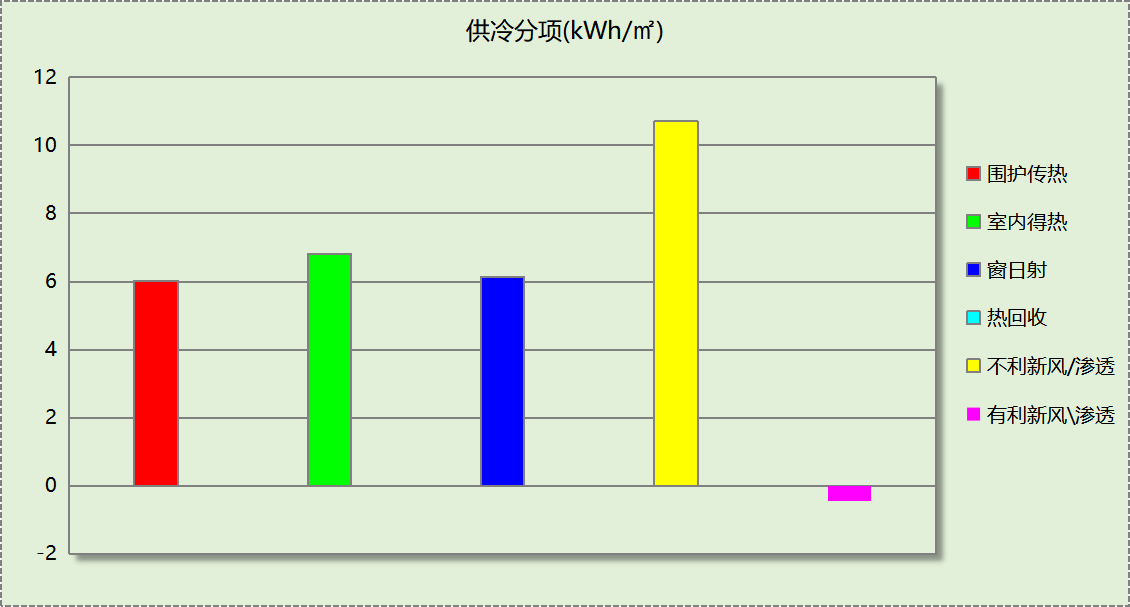 供冷分项(kWh/㎡)
12
10
8
6
4
2
0
-2
围护传热
室内得热
窗日射
热回收
不利新风/渗透
有利新风\渗透